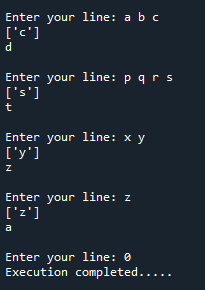 Enter your line: a b c
['c']
d
Enter your line: p q r s
['s']
t
Enter your line: x y
['y']
z
Enter your line: z
['z']
a
Enter your line: 0
Execution completed.....